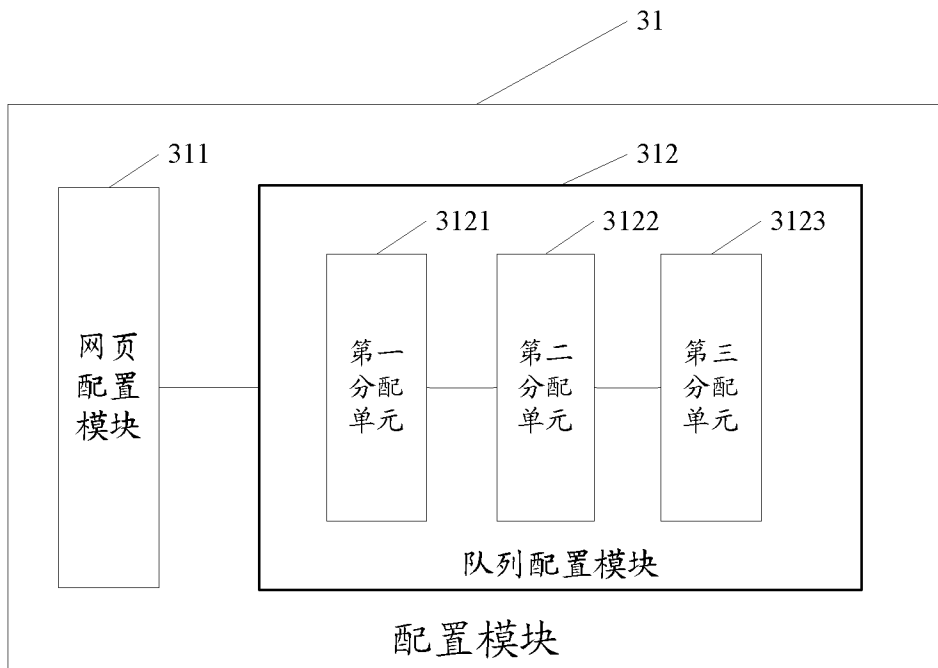 31
311
312
3121
3122
3123
网页
配置
模块
第一
分配
单元
第二
分配
单元
第三
分配
单元
队列配置模块
配置模块